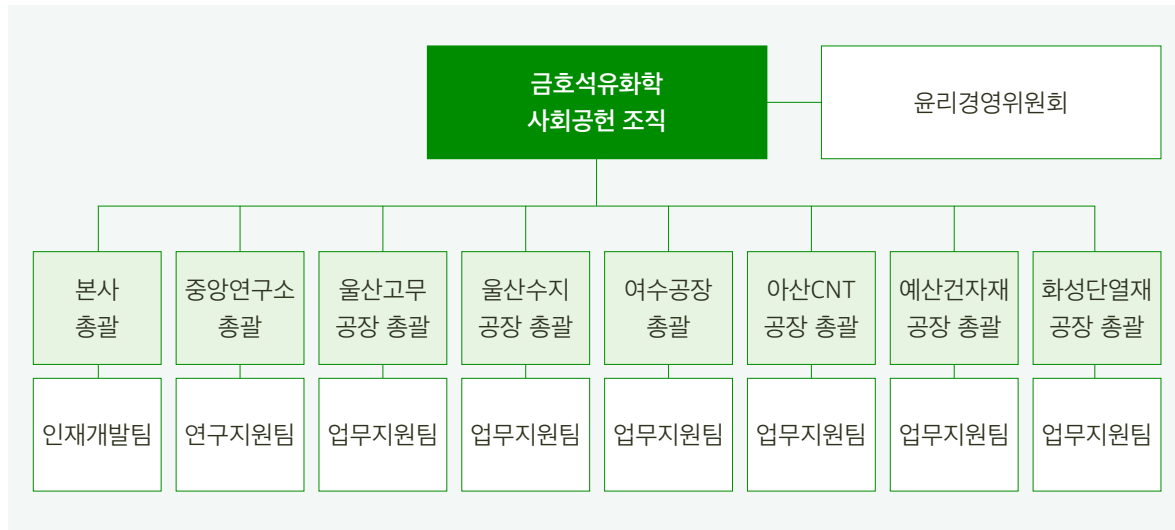 금호석유화학
사회공헌 조직
윤리경영위원회
본사
총괄
중앙연구소
총괄
울산고무
공장 총괄
울산수지
공장 총괄
여수공장
총괄
아산CNT
공장 총괄
예산건자재
공장 총괄
화성단열재
공장 총괄
인재개발팀
연구지원팀
업무지원팀
업무지원팀
업무지원팀
업무지원팀
업무지원팀
업무지원팀